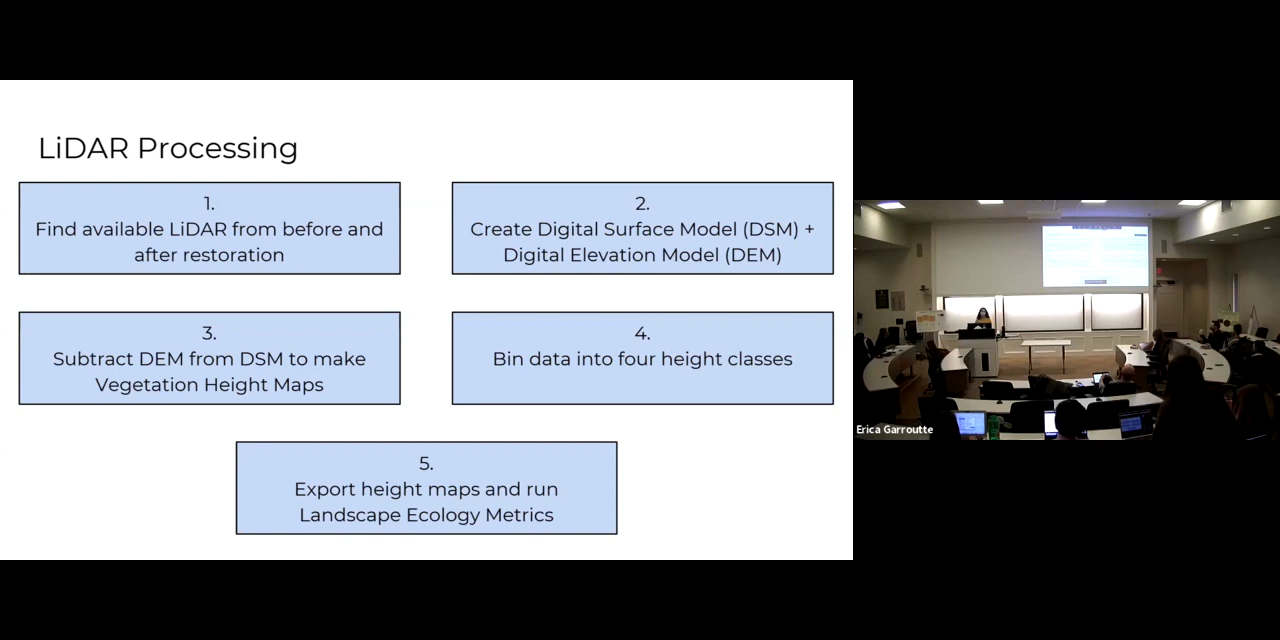 LiDAR Processing
1.
Find available LiDAR from before and
after restoration
2.
Create Digital Surface Model (DSM) +
Digital Elevation Model (DEM)
3.
Subtract DEM from DSM to make
Vegetation Height Maps
4.
Bin data into four height classes
5.
Export height maps and run
Landscape Ecology Metrics
Erica Garroutte